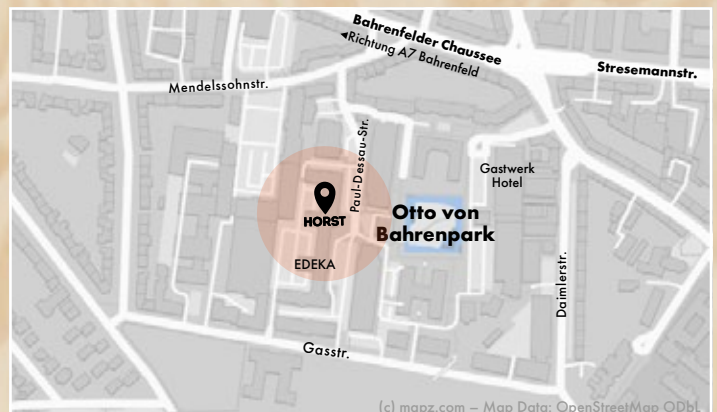 Bahrenfelder Chaussee
◀Richtung A7 Bahrenfeld
Stresemannstr.
Mendelssohnstr.
Paul-Dessau-Str.
Gastwerk
Hotel
HORST
Otto von
Bahrenpark
EDEKA
Daimlerstr.
Gasstr.
(c) mapz.com – Map Data: OpenStreetMap ODbL